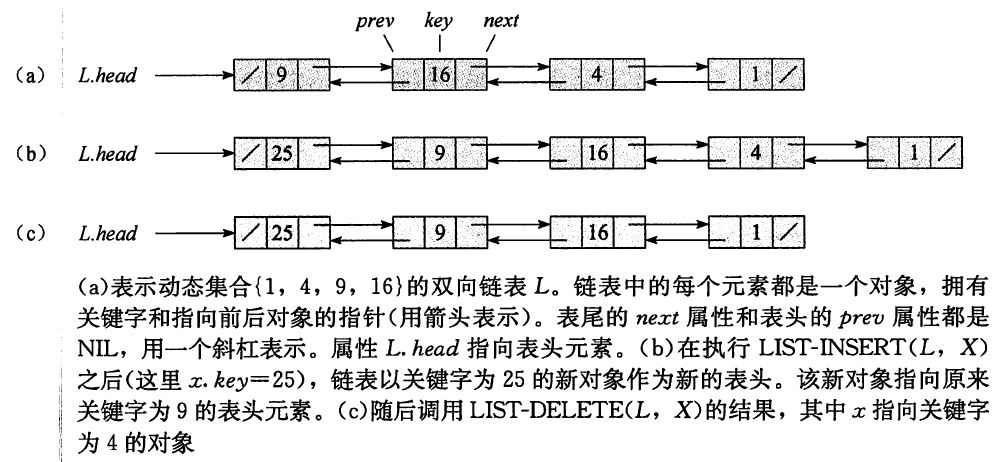 prev key next
(a) L.head / 9 16 4 1 /
(b) L.head / 25 9 16 4 1 /
(c) L.head / 25 9 16 1 /
(a)表示动态集合{1，4，9，16}的双向链表 L。链表中的每个元素都是一个对象，拥有
关键字和指向前后对象的指针(用箭头表示)。表尾的 next 属性和表头的 prev 属性都是
NIL，用一个斜杠表示。属性 L.head 指向表头元素。(b)在执行 LIST-INSERT(L，X)
之后(这里 x.key=25)，链表以关键字为 25 的新对象作为新的表头。该新对象指向原来
关键字为 9 的表头元素。(c)随后调用 LIST-DELETE(L，X)的结果，其中 x 指向关键字
为 4 的对象